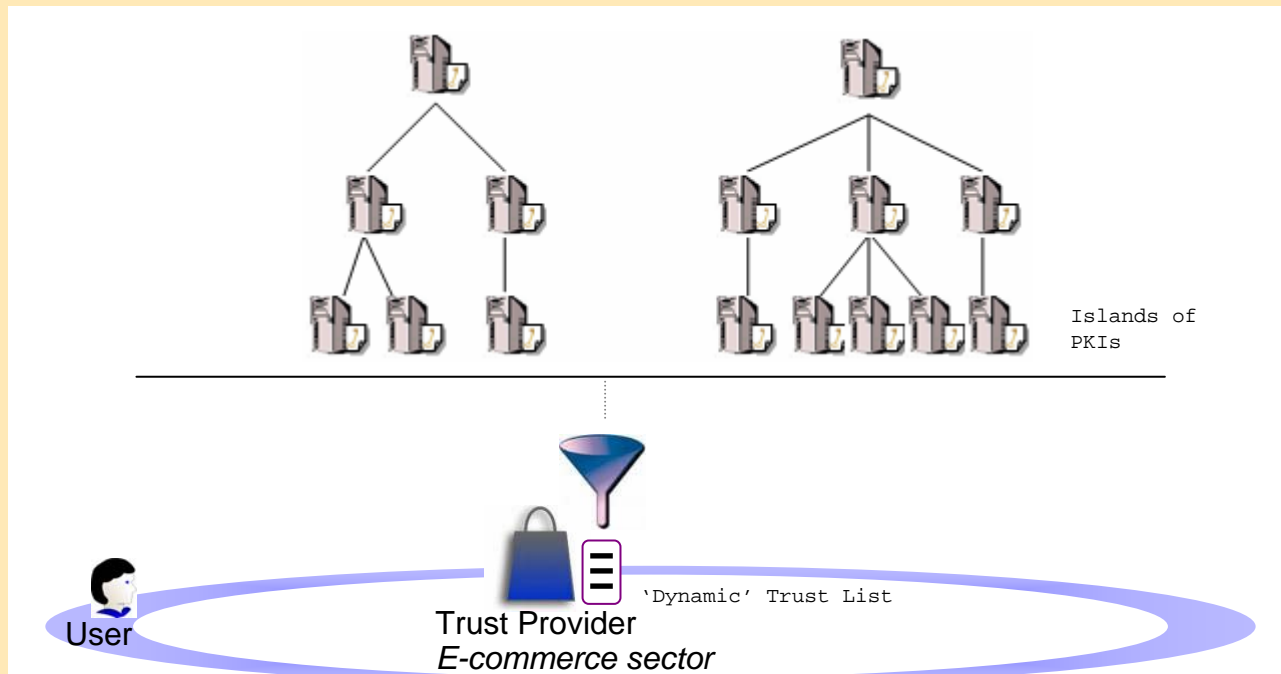 Islands of
PKIs
‘Dynamic’ Trust List
User
Trust Provider
E-commerce sector